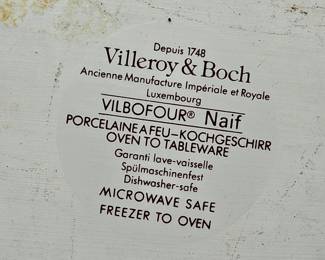 Depuis 1748
Villeroy & Boch
Ancienne Manufacture Impériale et Royale
Luxembourg
VILBOFOUR® Naif
PORCELAINE A FEU–KOCHGESCHIRR
OVEN TO TABLEWARE
Garanti lave-vaisselle
Spülmaschinenfest
Dishwasher-safe
MICROWAVE SAFE
FREEZER TO OVEN